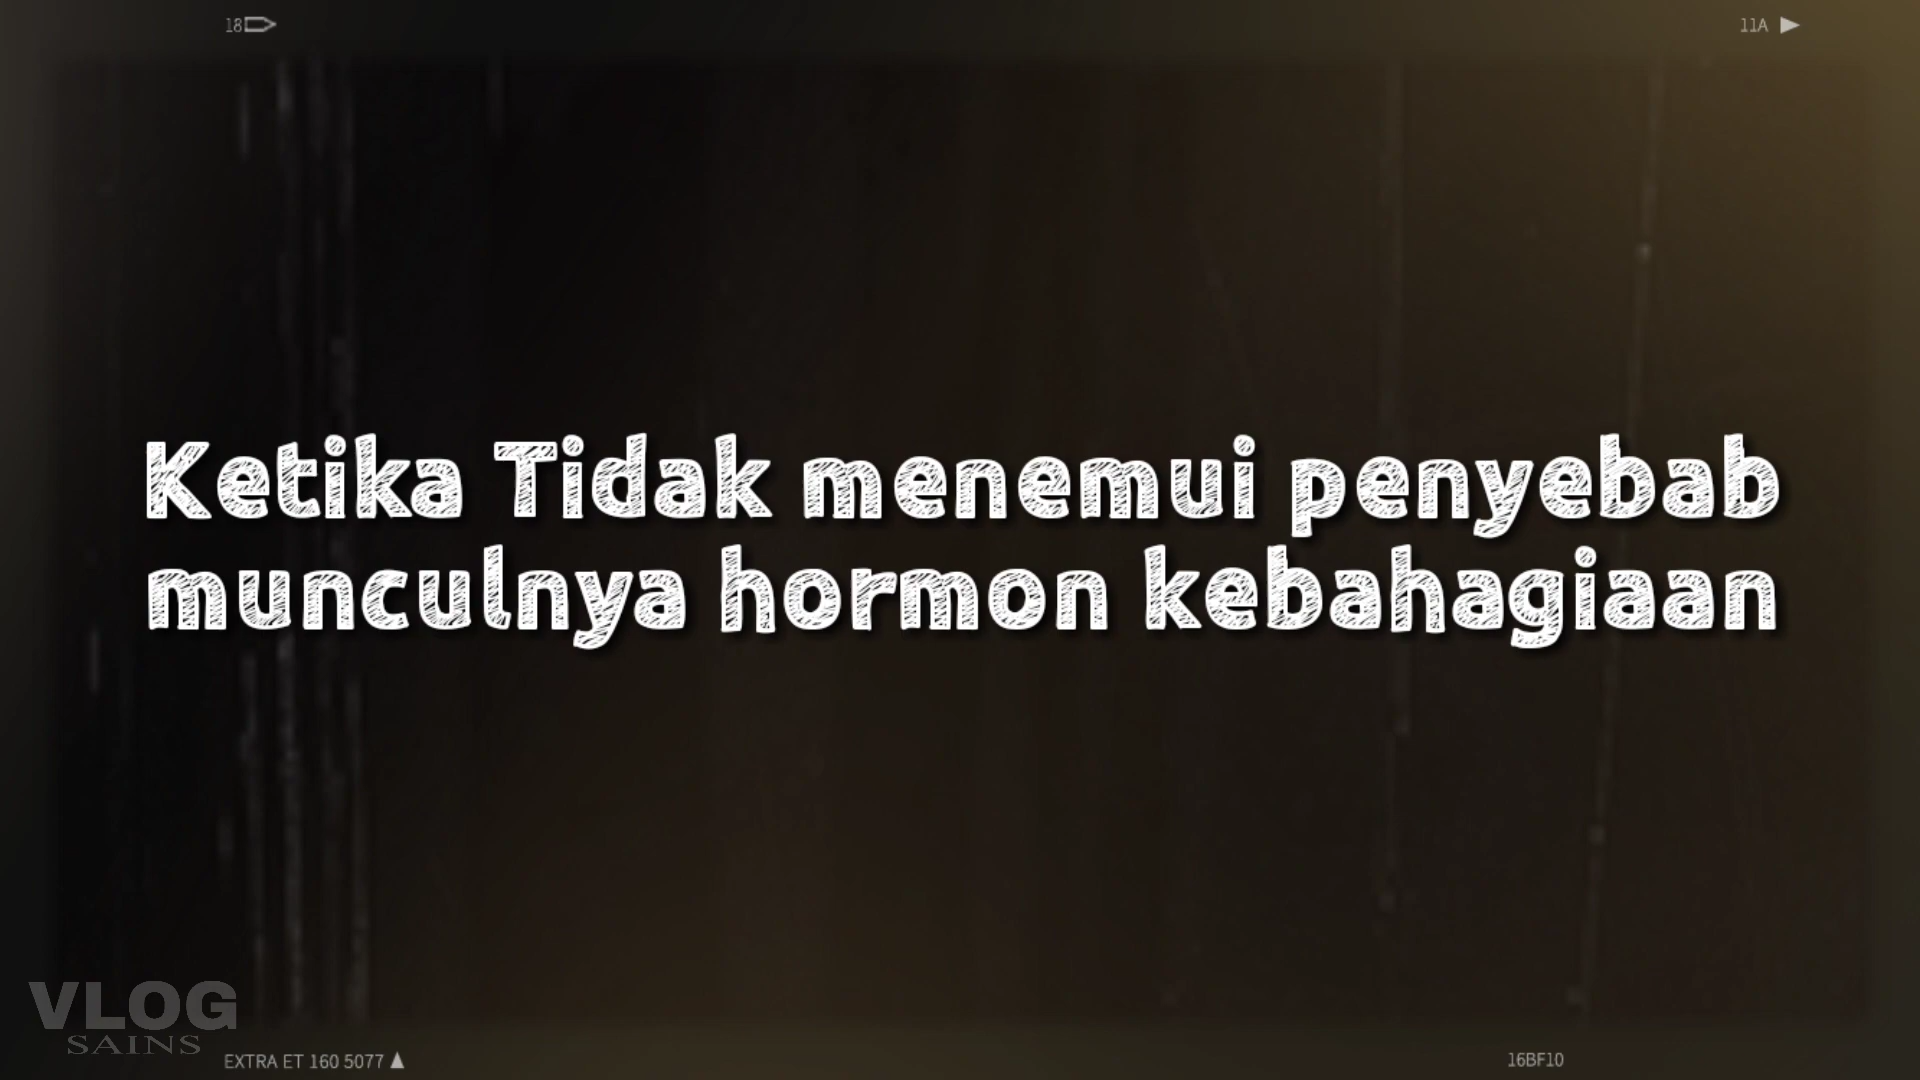 18
11A
Ketika Tidak menemui penyebab
munculnya hormon kebahagiaan
VLOG
SAINS
EXTRA ET 160 5077
16BF10